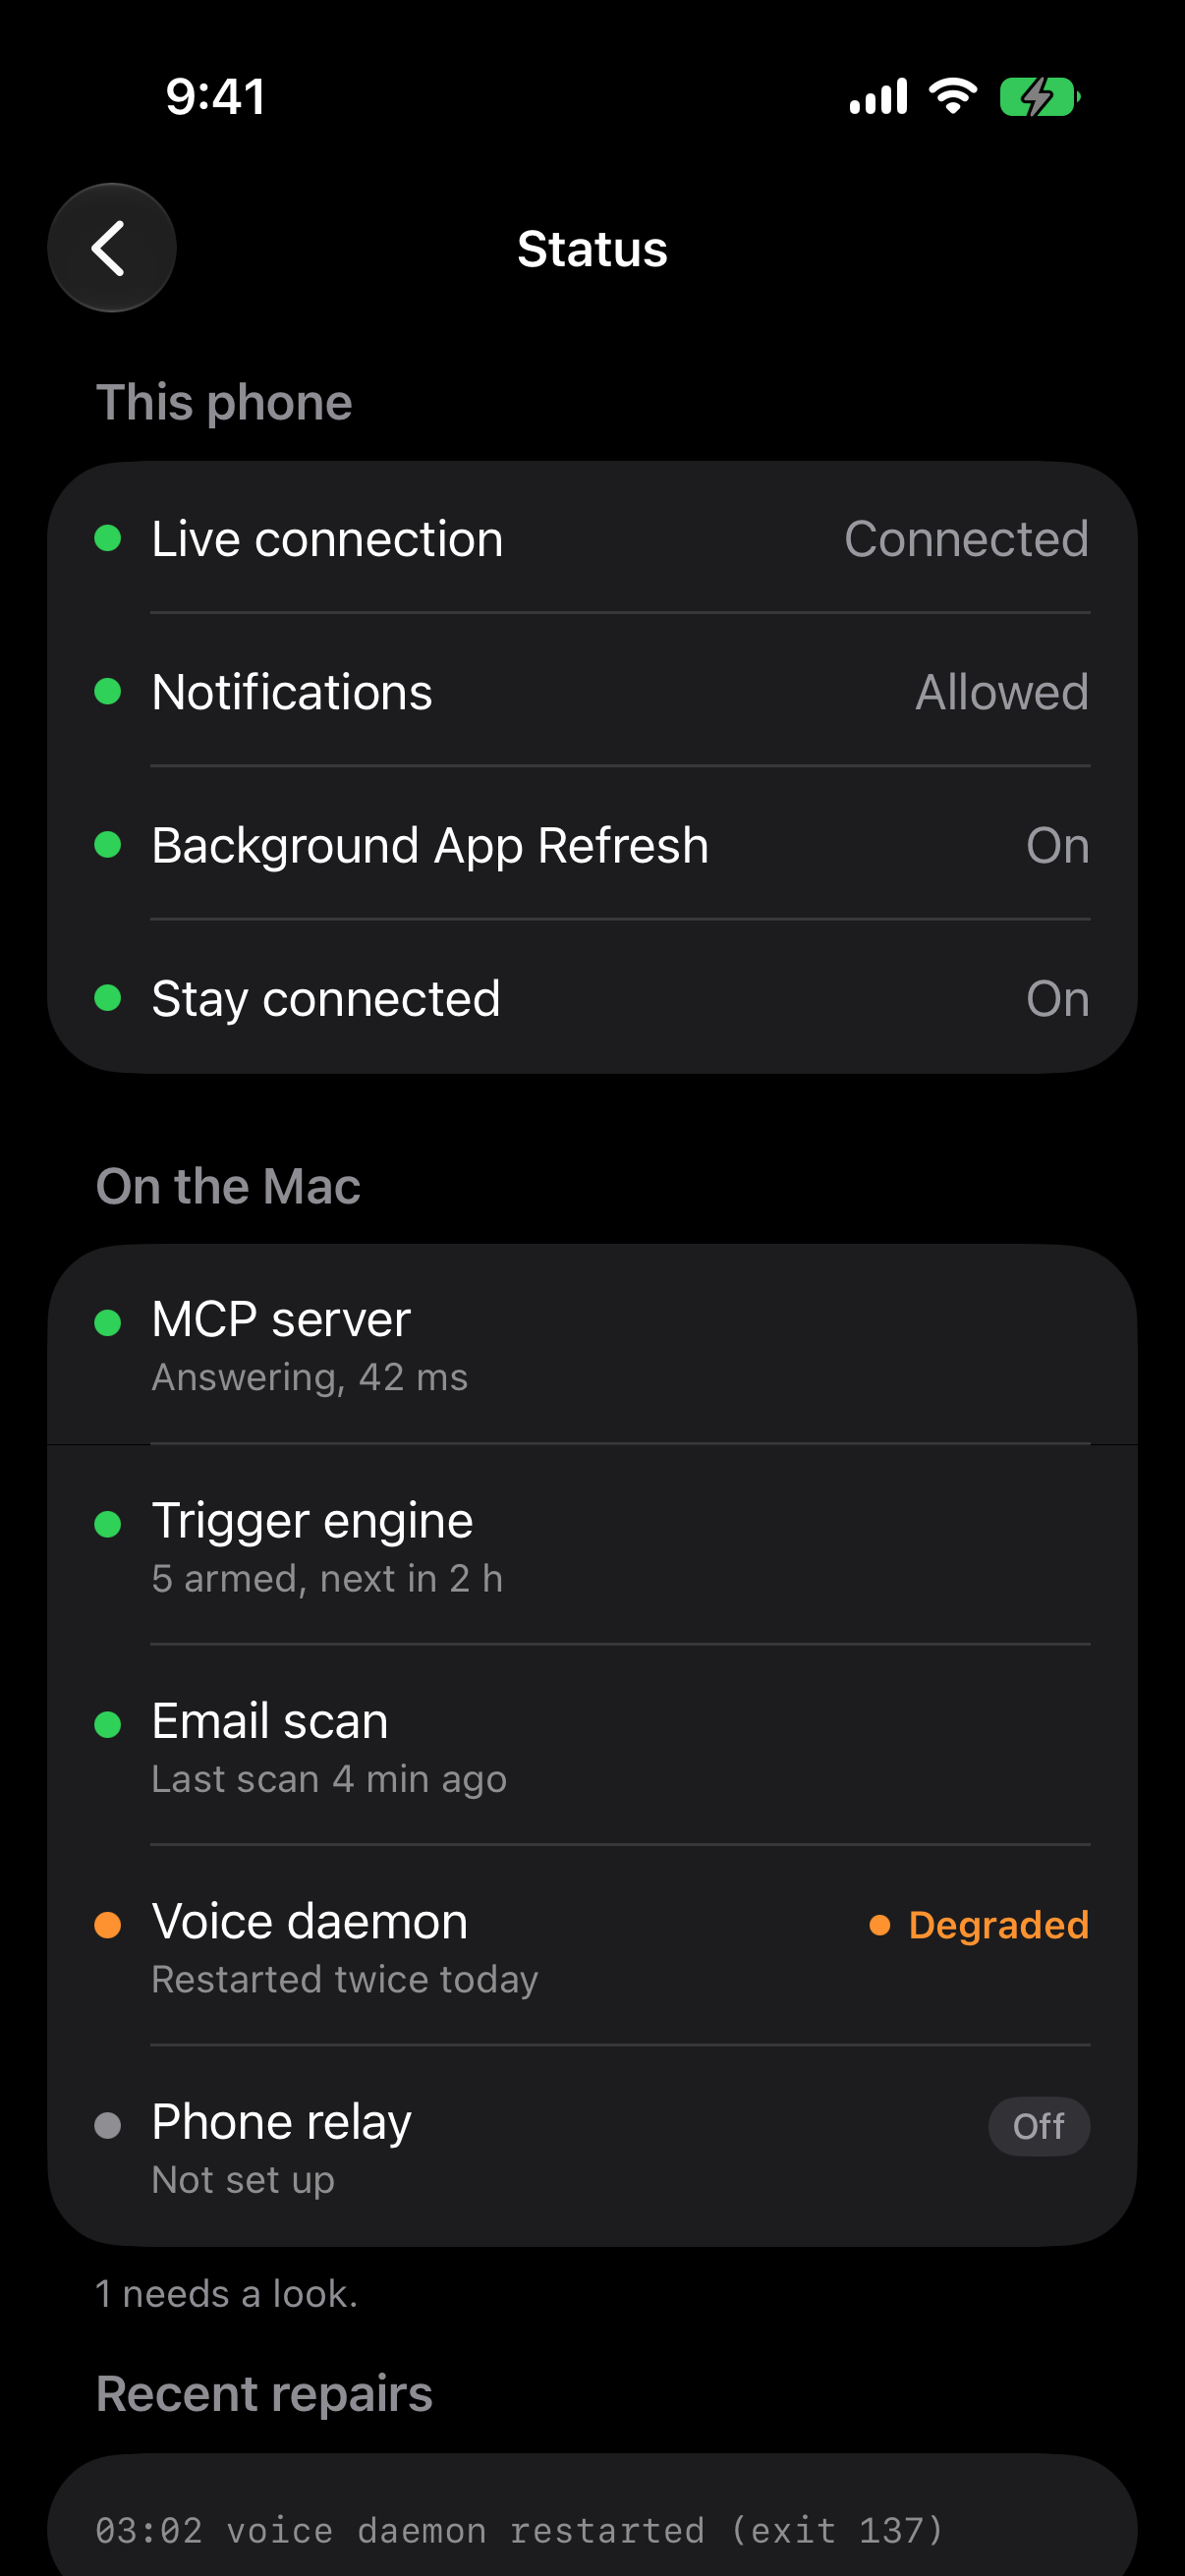 9:41
Status
This phone
Live connection Connected
Notifications Allowed
Background App Refresh On
Stay connected On
On the Mac
MCP server
Answering, 42 ms
Trigger engine
5 armed, next in 2 h
Email scan
Last scan 4 min ago
Voice daemon Degraded
Restarted twice today
Phone relay Off
Not set up
1 needs a look.
Recent repairs
03:02 voice daemon restarted (exit 137)